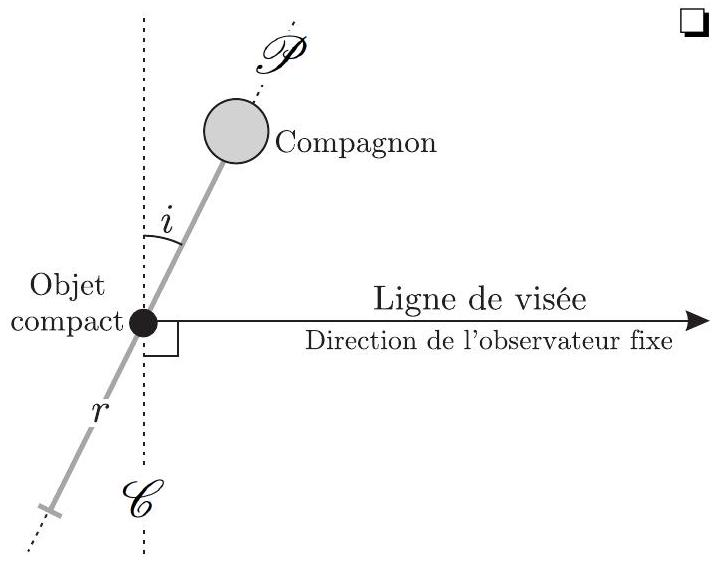 𝒫
Compagnon
i
Objet
compact
Ligne de visée
Direction de l'observateur fixe
r
𝒞